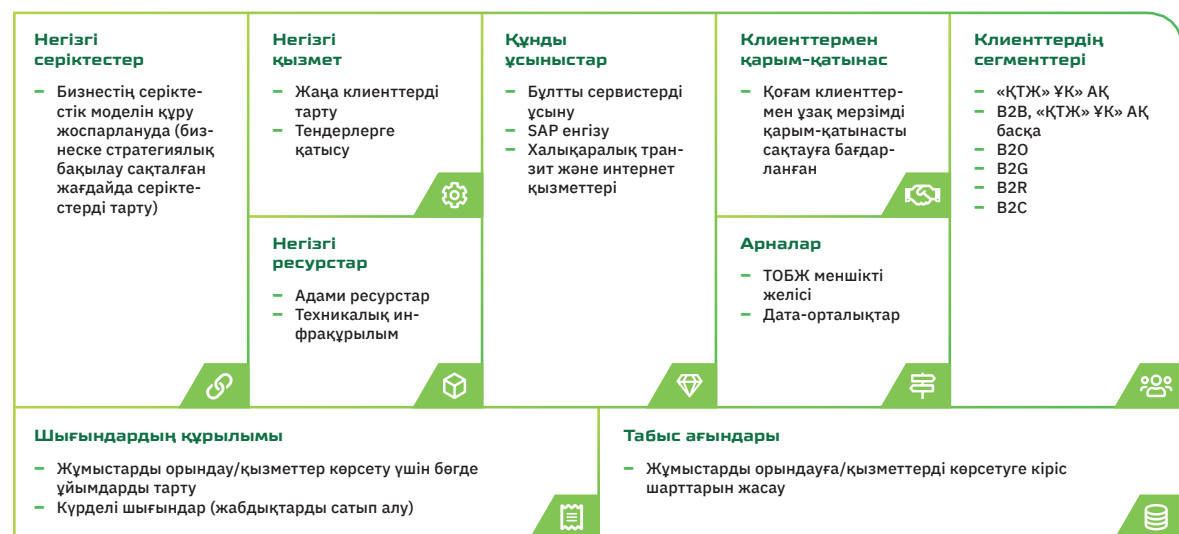 Негізгі
серіктестер
– Бизнестің серікте-
стік моделін құру
жоспарлануда (биз-
неске стратегиялық
бақылау сақталған
жағдайда серікте-
стерді тарту)
Негізгі
қызмет
– Жаңа клиенттерді
тарту
– Тендерлерге
қатысу
Негізгі
ресурстар
– Адами ресурстар
– Техникалық ин-
фрақұрылым
Құнды
ұсыныстар
– Бұлтты сервистерді
ұсыну
– SAP енгізу
– Халықаралық тран-
зит және интернет
қызметтері
Клиенттермен
қарым-қатынас
– Қоғам клиенттер-
мен ұзақ мерзімді
қарым-қатынасты
сақтауға бағдар-
ланған
Арналар
– ТОБЖ меншікті
желісі
– Дата-орталықтар
Клиенттердің
сегменттері
– «ҚТЖ» ҰК» АҚ
– B2B, «ҚТЖ» ҰК» АҚ
басқа
– B2O
– B2G
– B2R
– B2C
Шығындардың құрылымы
– Жұмыстарды орындау/қызметтер көрсету үшін бөгде
ұйымдарды тарту
– Күрделі шығындар (жабдықтарды сатып алу)
Табыс ағындары
– Жұмыстарды орындауға/қызметтерді көрсетуге кіріс
шарттарын жасау